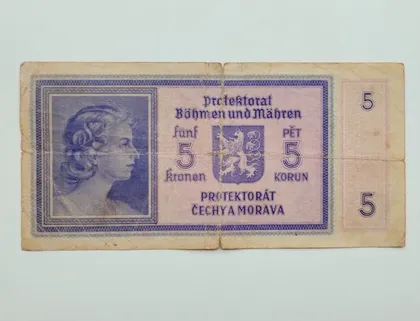 Protektorat
Böhmen und Mähren
fünf PĚT
5 5
Kronen KORUN
PROTEKTORÁT
ČECHY A MORAVA
5
5